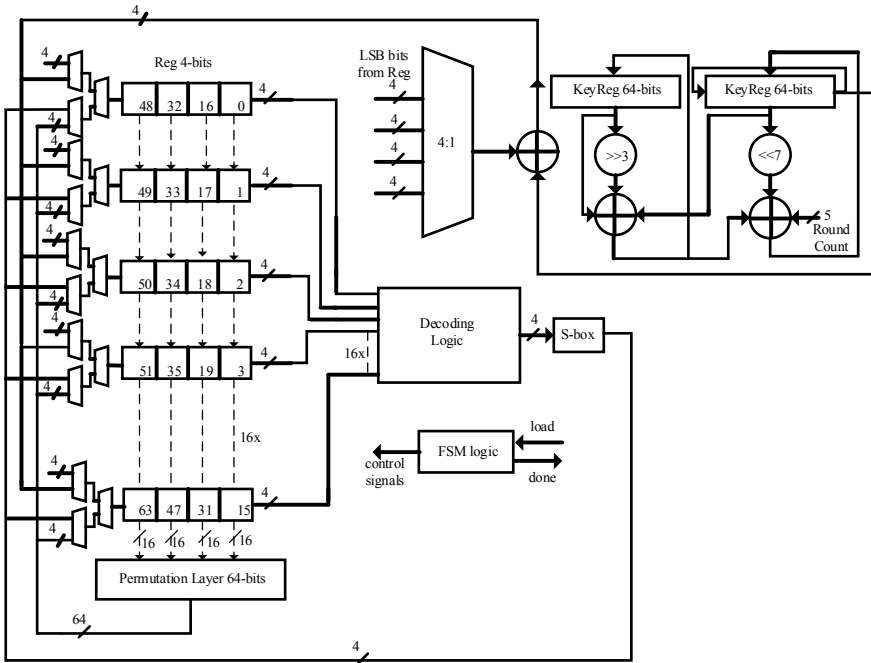 4
4
Reg 4-bits
4
LSB bits
from Reg
4
4
4
4
4:1
KeyReg 64-bits
KeyReg 64-bits
>>3
<<7
5
Round
Count
48 32 16 0
4
4
4
49 33 17 1
4
4
4
50 34 18 2
4
4
4
51 35 19 3
4
4
16x
Decoding
Logic
4
S-box
16x
FSM logic
load
done
control
signals
4
63 47 31 15
4
4
16 16 16 16
Permutation Layer 64-bits
64
4